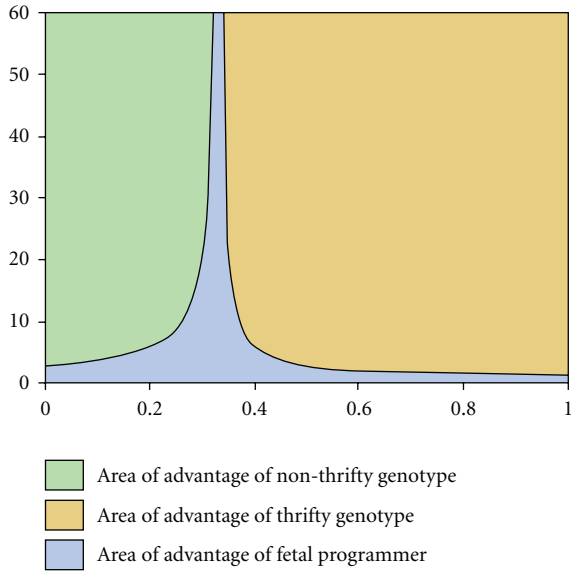 60
50
40
30
20
10
0
0 0.2 0.4 0.6 0.8 1
Area of advantage of non-thrifty genotype
Area of advantage of thrifty genotype
Area of advantage of fetal programmer